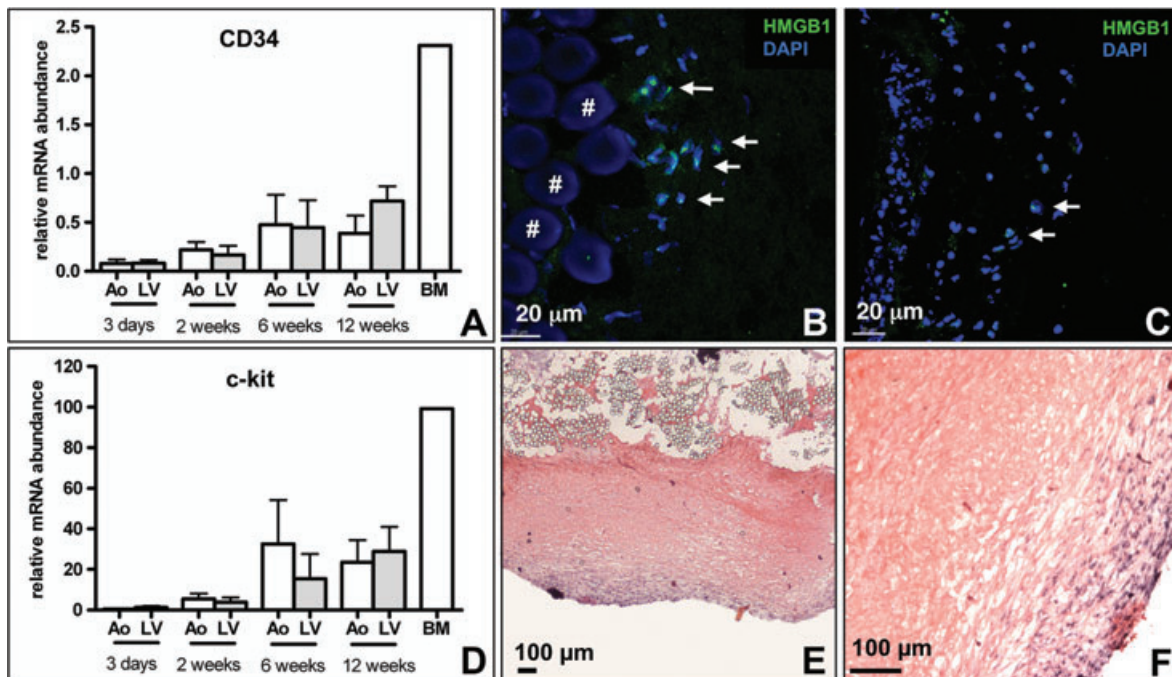 CD34
relative mRNA abundance
2.5
2.0
1.5
1.0
0.5
0.0
Ao LV Ao LV Ao LV Ao LV BM
3 days 2 weeks 6 weeks 12 weeks
A
HMGB1
DAPI
#
#
#
20 µm
B
HMGB1
DAPI
20 µm
C
c-kit
relative mRNA abundance
120
100
80
60
40
20
0
Ao LV Ao LV Ao LV Ao LV BM
3 days 2 weeks 6 weeks 12 weeks
D
100 µm
E
100 µm
F